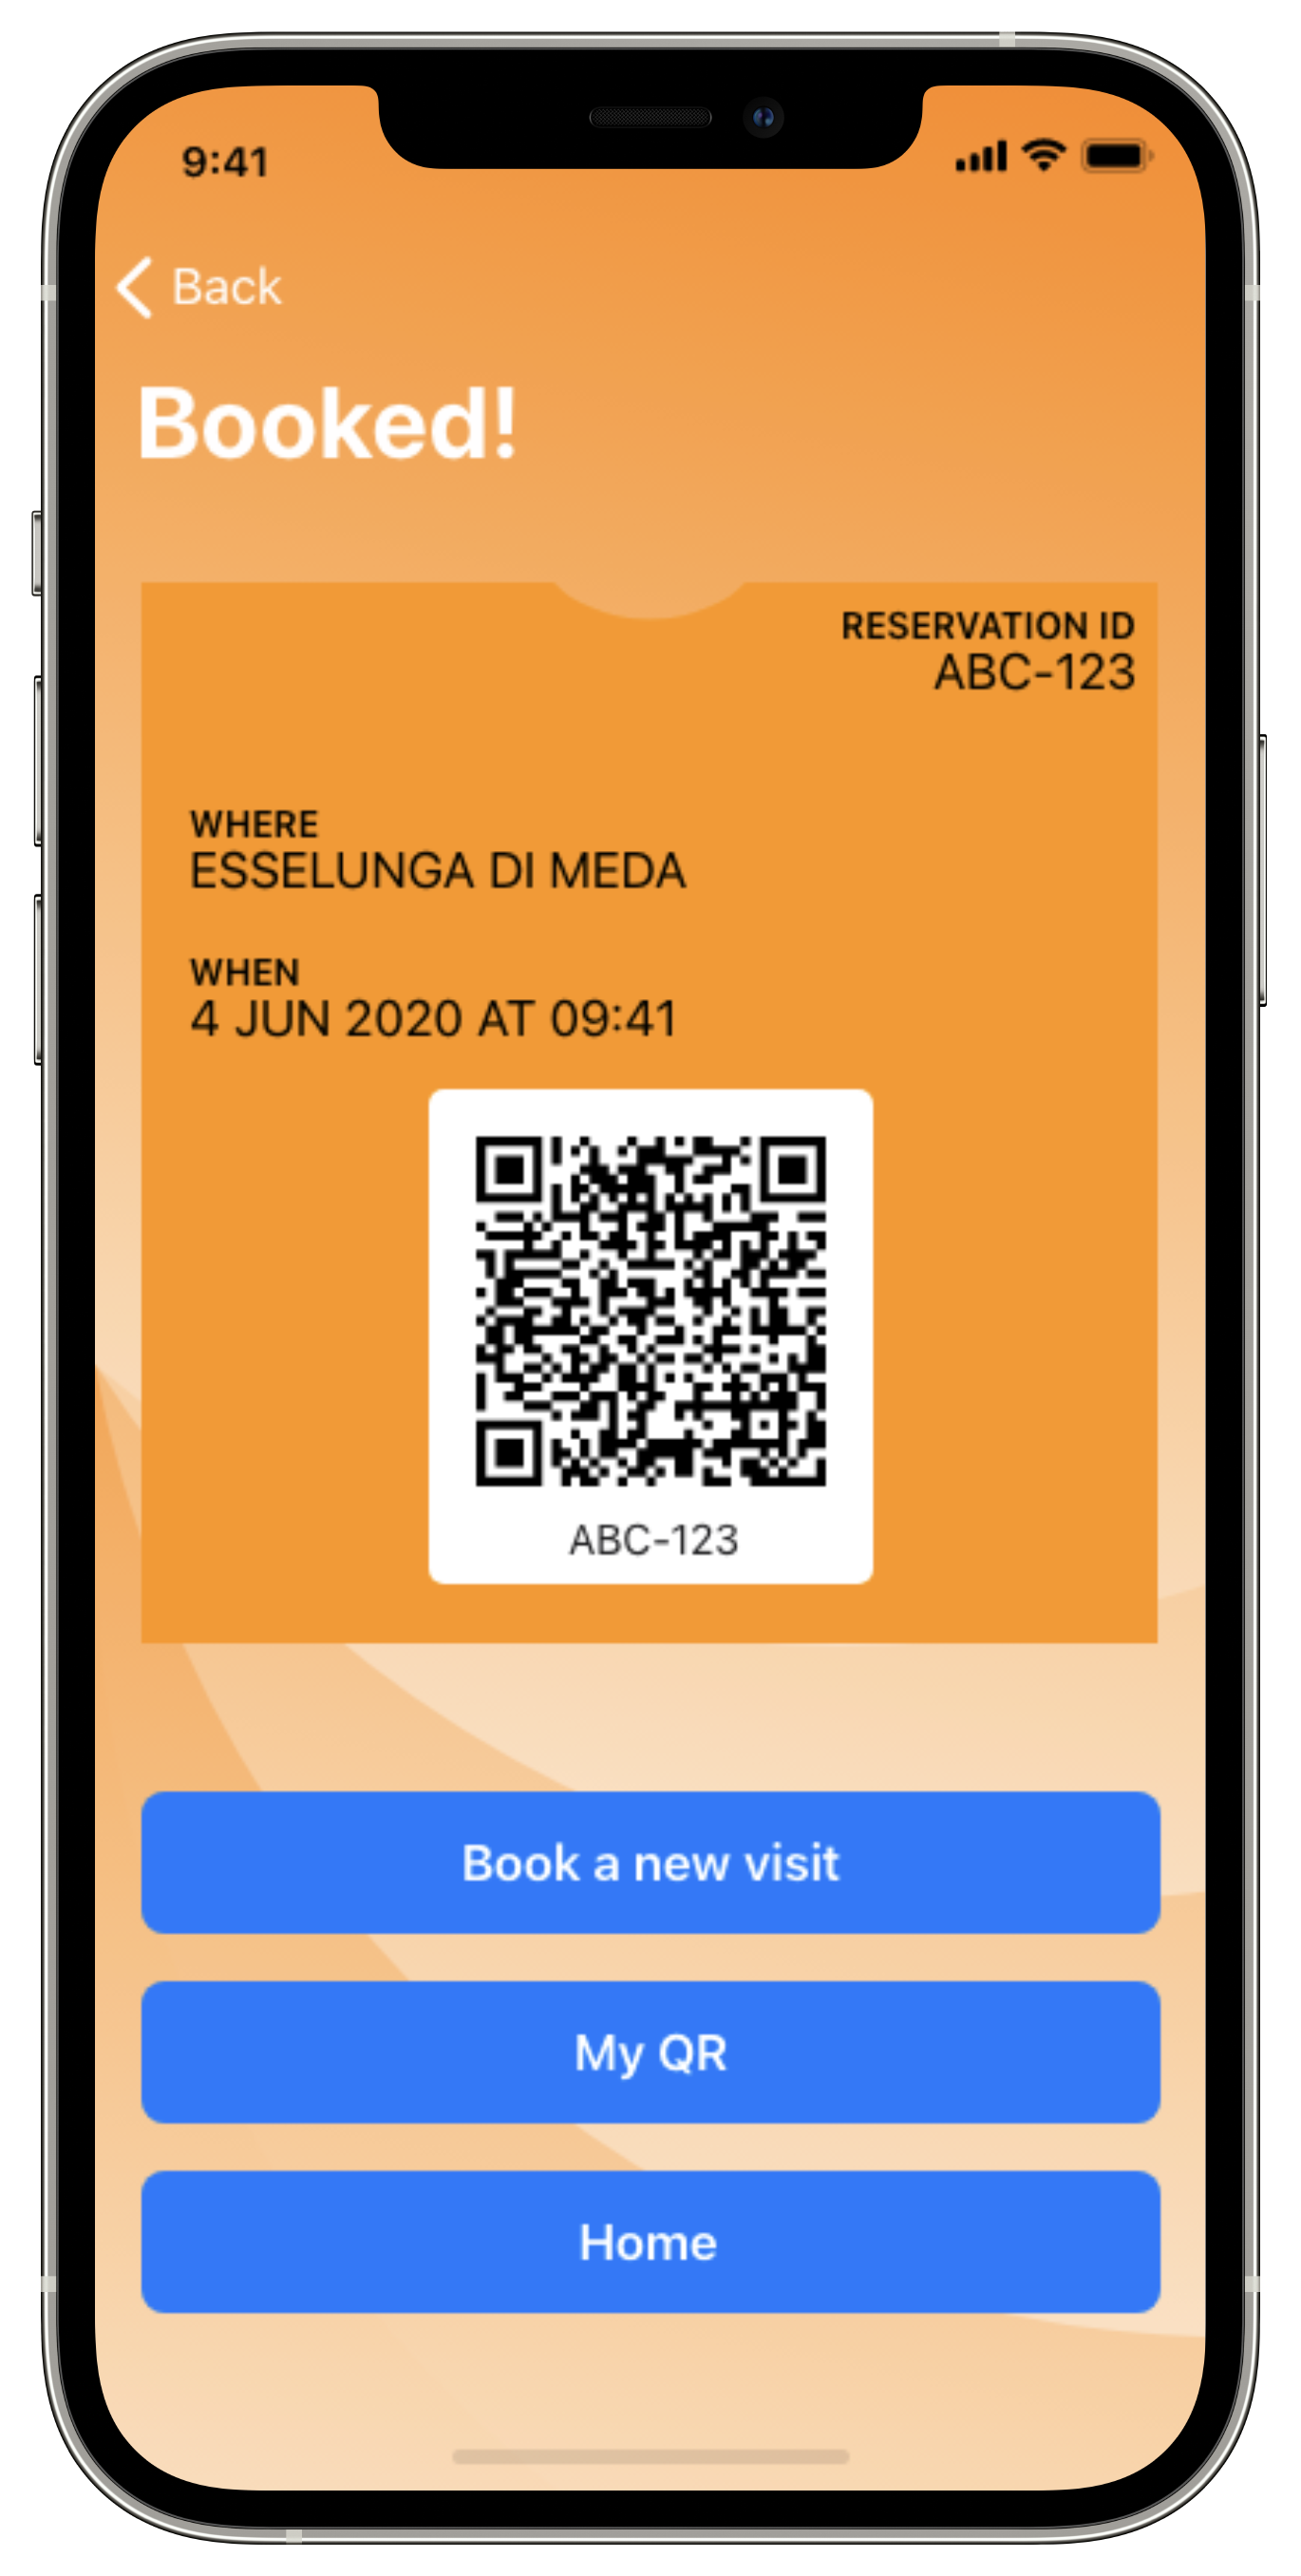 9:41
Back
Booked!
RESERVATION ID
ABC-123
WHERE
ESSELUNGA DI MEDA
WHEN
4 JUN 2020 AT 09:41
ABC-123
Book a new visit
My QR
Home